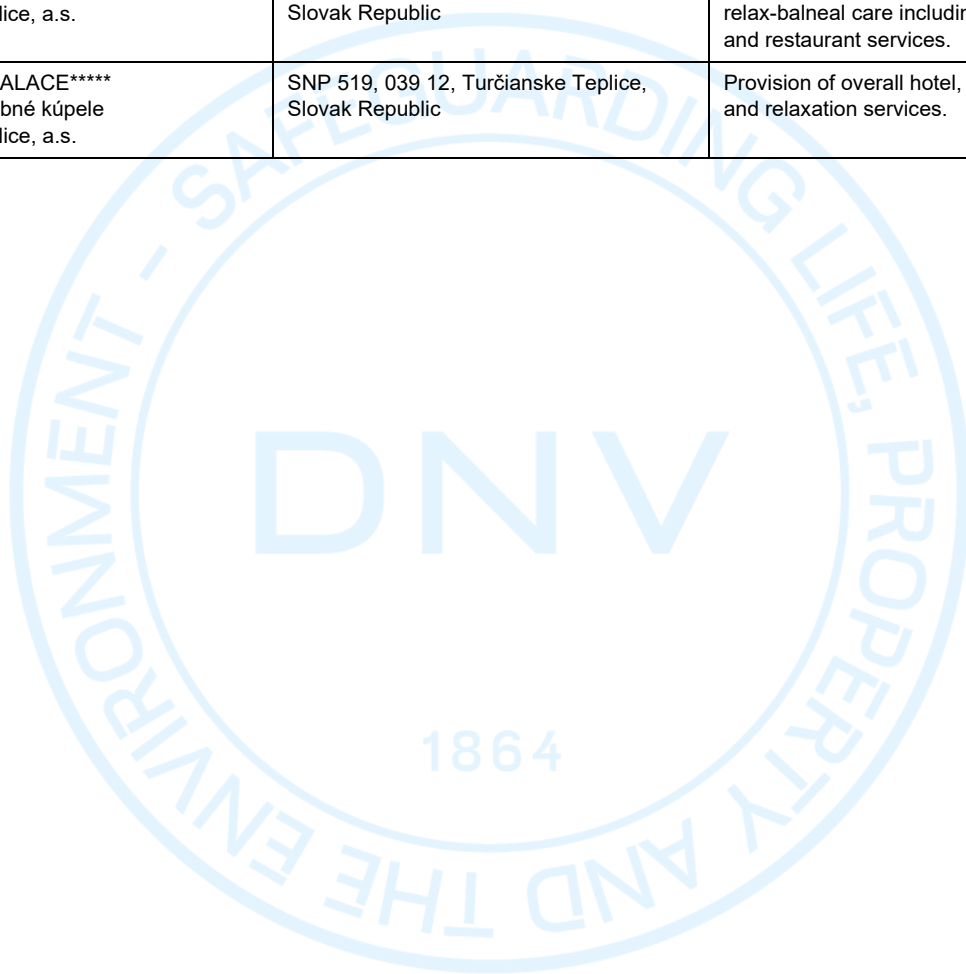 lice, a.s.
Slovak Republic
relax-balneal care includin
and restaurant services.
ALACE*****
bné kúpele
lice, a.s.
SNP 519, 039 12, Turčianske Teplice,
Slovak Republic
Provision of overall hotel,
and relaxation services.
SAFEGUARDING LIFE, PROPERTY AND THE ENVIRONMENT -
DNV
1864